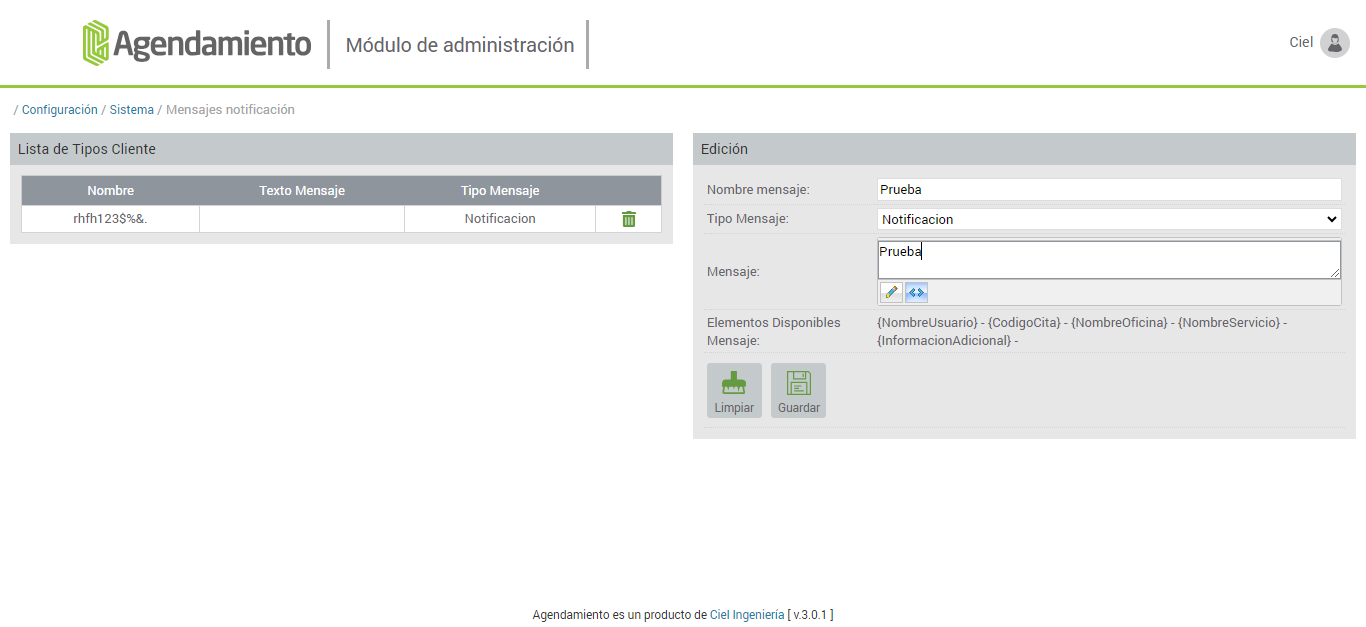 Agendamiento
Módulo de administración
Ciel
/ Configuración / Sistema / Mensajes notificación
Lista de Tipos Cliente
Nombre Texto Mensaje Tipo Mensaje
rhfh123$%&. Notificacion
Edición
Nombre mensaje: Prueba
Tipo Mensaje: Notificacion
Mensaje: Prueba
Elementos Disponibles Mensaje:
{NombreUsuario} - {CodigoCita} - {NombreOficina} - {NombreServicio} -
{InformacionAdicional} -
Limpiar Guardar
Agendamiento es un producto de Ciel Ingeniería [ v.3.0.1 ]